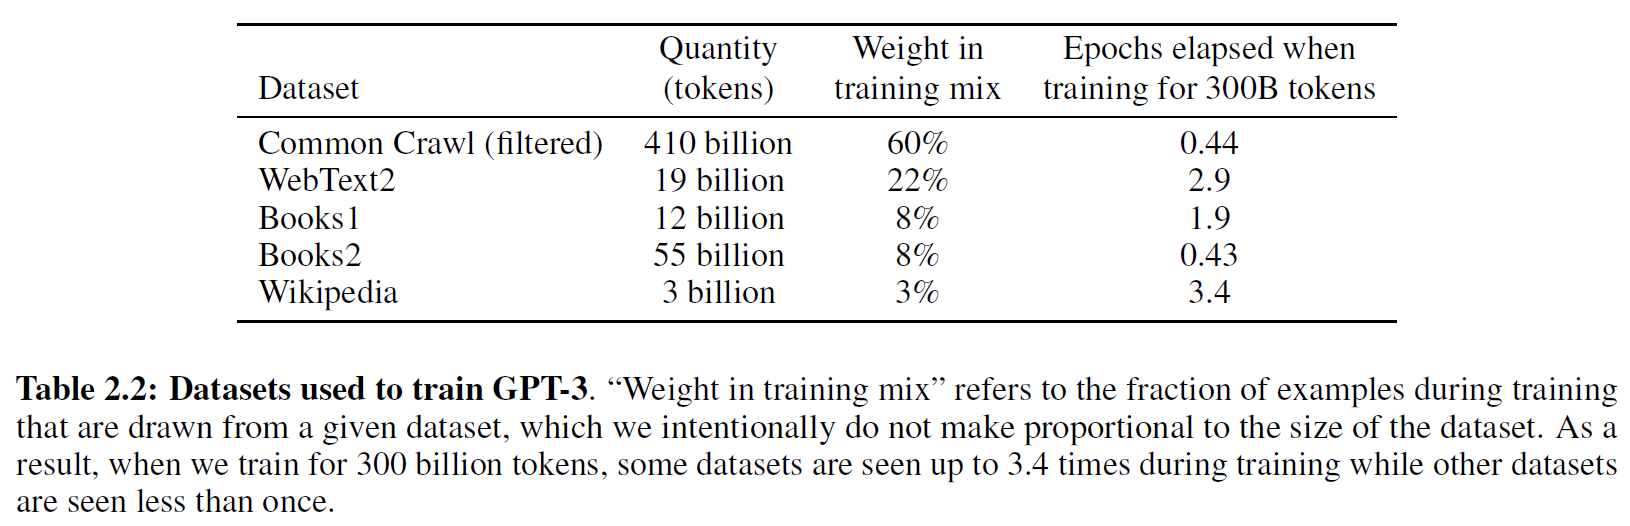 Quantity Weight in Epochs elapsed when
Dataset (tokens) training mix training for 300B tokens
Common Crawl (filtered) 410 billion 60% 0.44
WebText2 19 billion 22% 2.9
Books1 12 billion 8% 1.9
Books2 55 billion 8% 0.43
Wikipedia 3 billion 3% 3.4
Table 2.2: Datasets used to train GPT-3. “Weight in training mix” refers to the fraction of examples during training
that are drawn from a given dataset, which we intentionally do not make proportional to the size of the dataset. As a
result, when we train for 300 billion tokens, some datasets are seen up to 3.4 times during training while other datasets
are seen less than once.